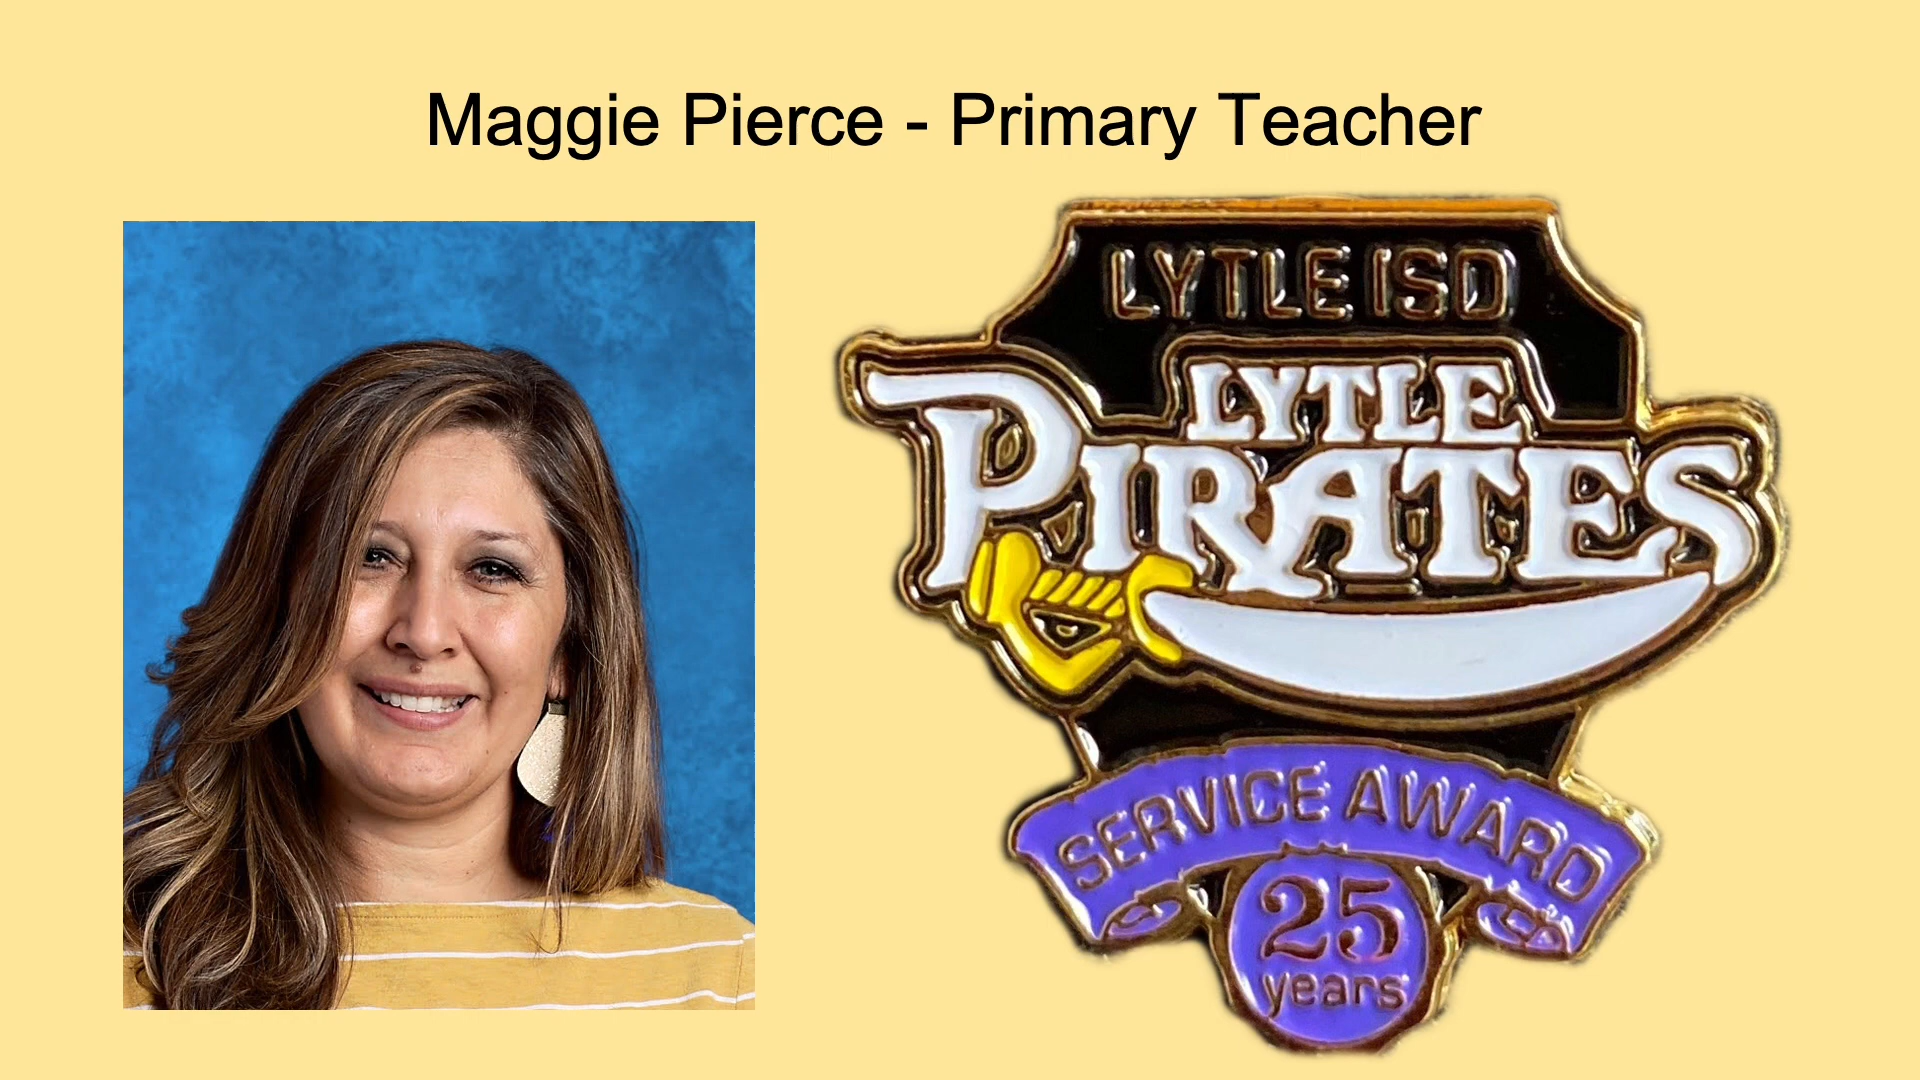 Maggie Pierce - Primary Teacher
LYTLE ISD
LYTLE
PIRATES
SERVICE AWARD
25
years